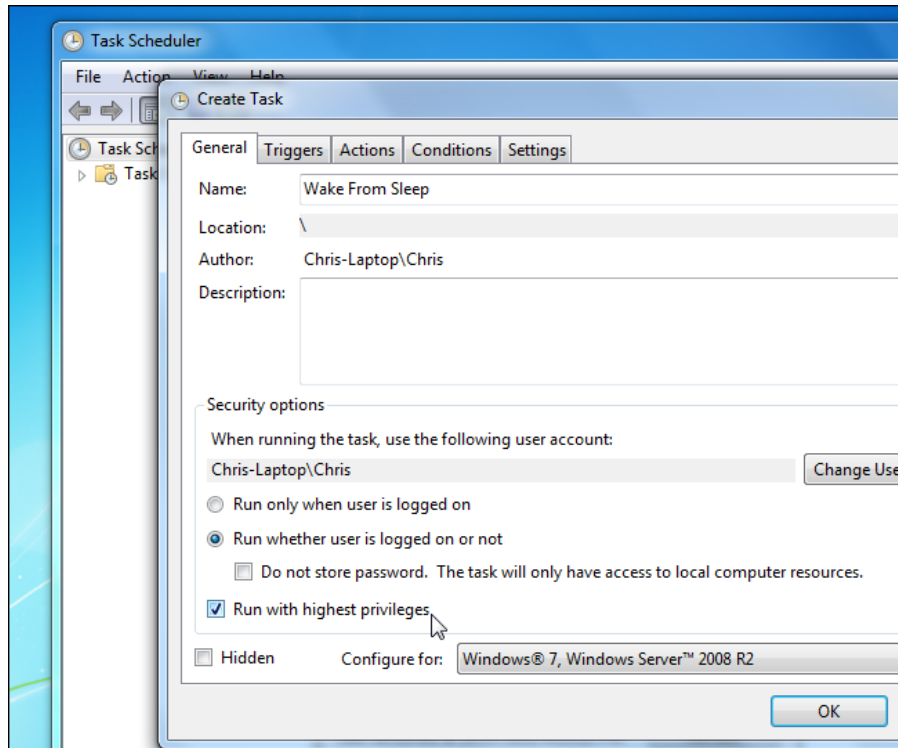 Task Scheduler
File Action View Help
Create Task
Task Sch
Task
General Triggers Actions Conditions Settings
Name: Wake From Sleep
Location: \
Author: Chris-Laptop\Chris
Description:
Security options
When running the task, use the following user account:
Chris-Laptop\Chris Change Use
Run only when user is logged on
Run whether user is logged on or not
Do not store password. The task will only have access to local computer resources.
Run with highest privileges
Hidden Configure for: Windows® 7, Windows Server™ 2008 R2
OK